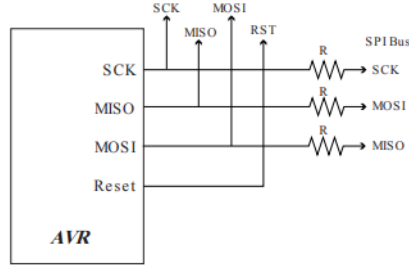 SCK
MOSI
MISO
RST
SPI Bus
SCK
R
SCK
MISO
R
MOSI
MOSI
R
MISO
Reset
AVR